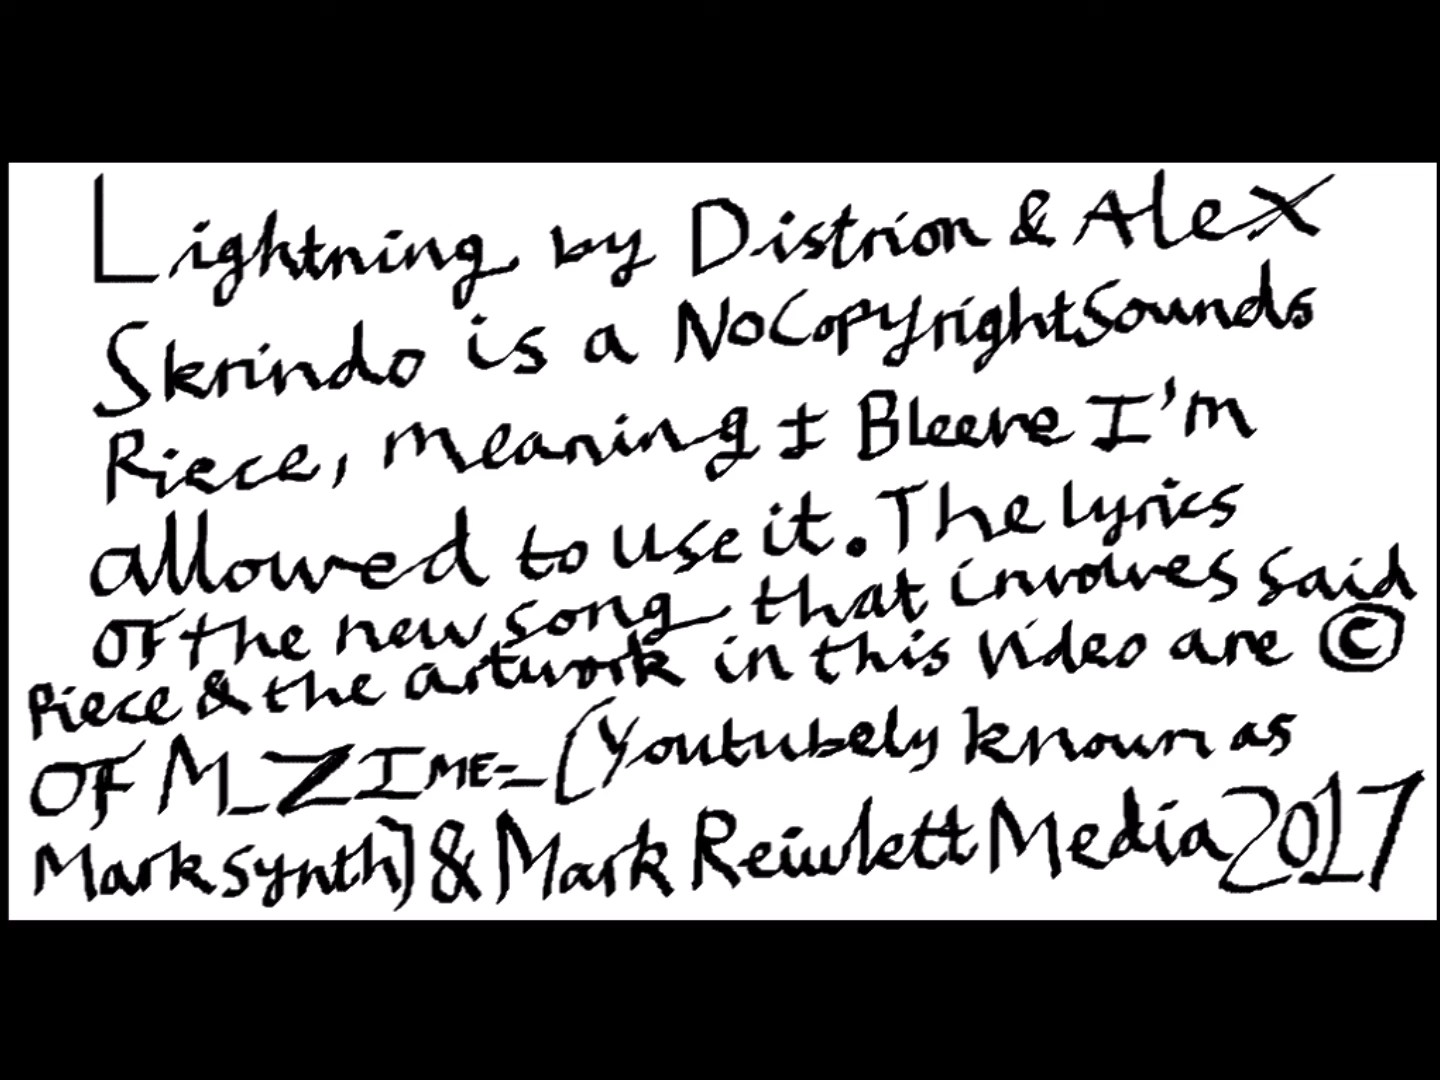 Lightning by Distrion & Alex
Skrindo is a NoCopyrightSounds
Piece, meaning I Bleeve I'm
allowed to use it. The lyrics
OF the new song that involves said
Piece & the artwork in this video are ©
OF M_ZIME_ (Youtubely known as
Marksynth) & Mark Reiwlett Media 2017